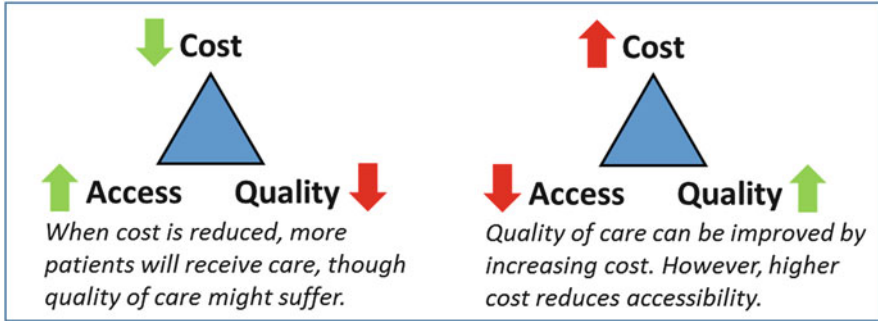 Cost
Access Quality
When cost is reduced, more
patients will receive care, though
quality of care might suffer.
Cost
Access Quality
Quality of care can be improved by
increasing cost. However, higher
cost reduces accessibility.